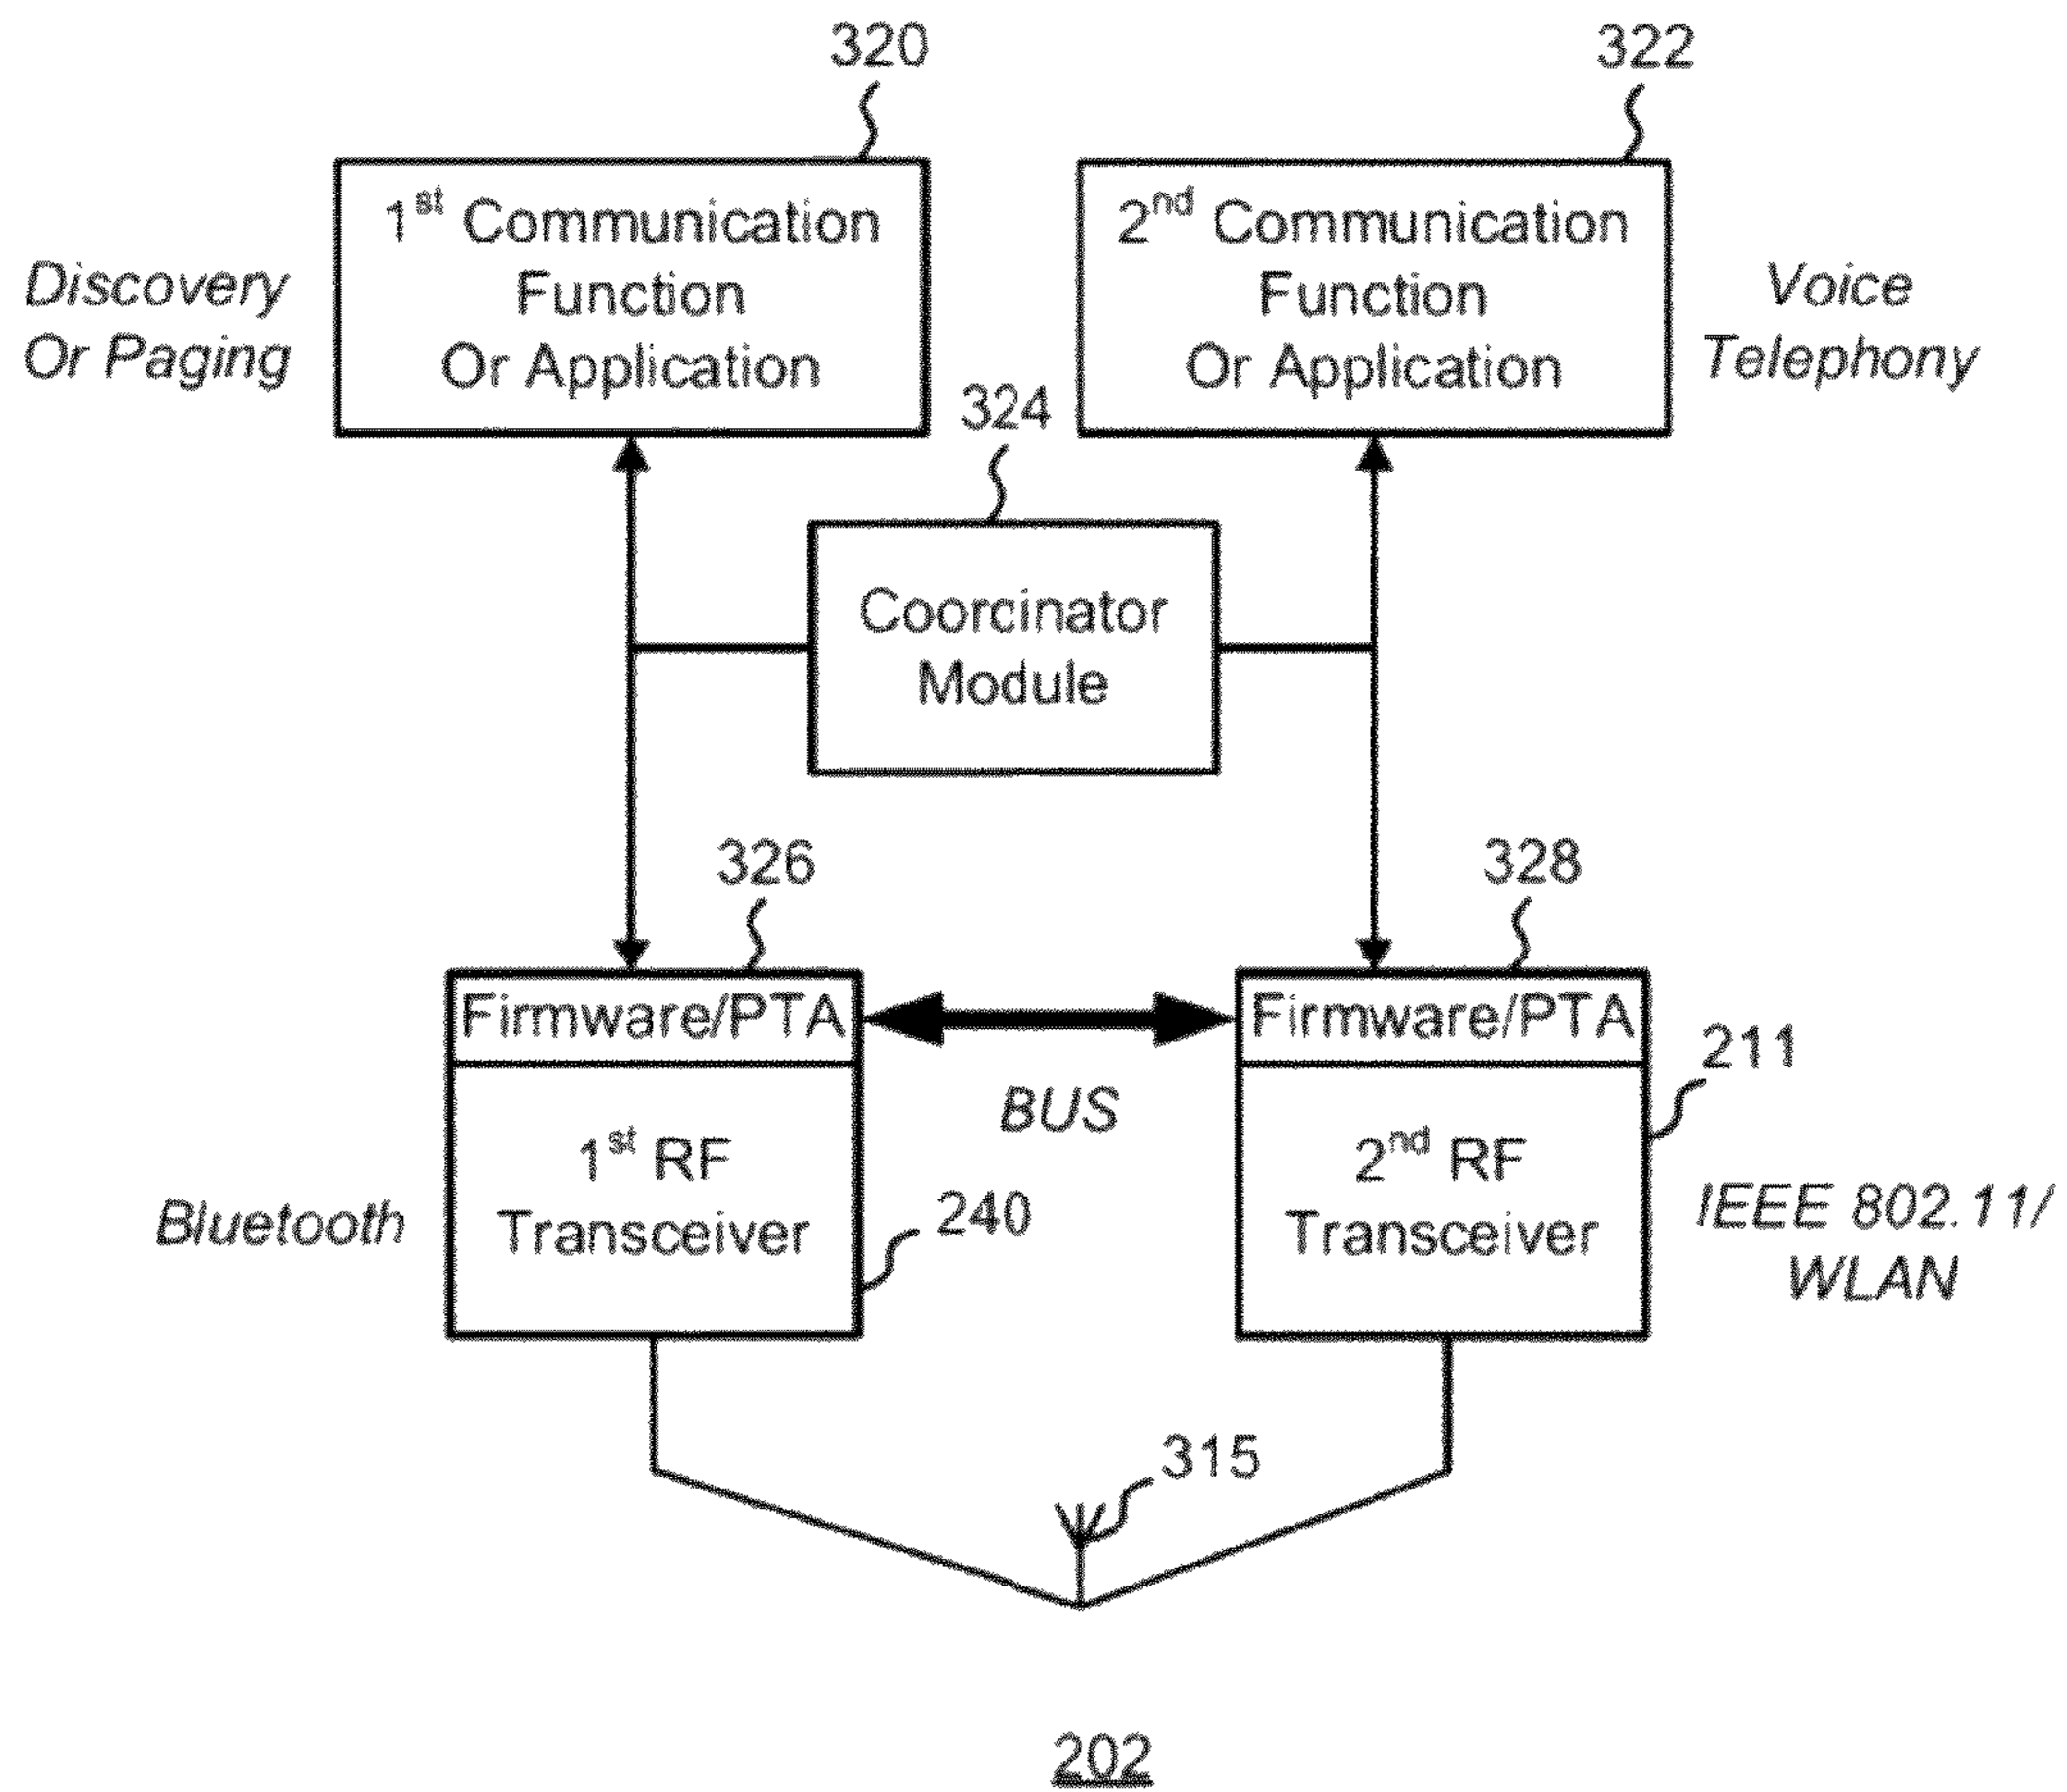 320
322
1st Communication
Function
Or Application
2nd Communication
Function
Or Application
Discovery
Or Paging
Voice
Telephony
324
Coorcinator
Module
326
328
Firmware/PTA
Firmware/PTA
211
BUS
1st RF
Transceiver
2nd RF
Transceiver
240
Bluetooth
IEEE 802.11/
WLAN
315
202